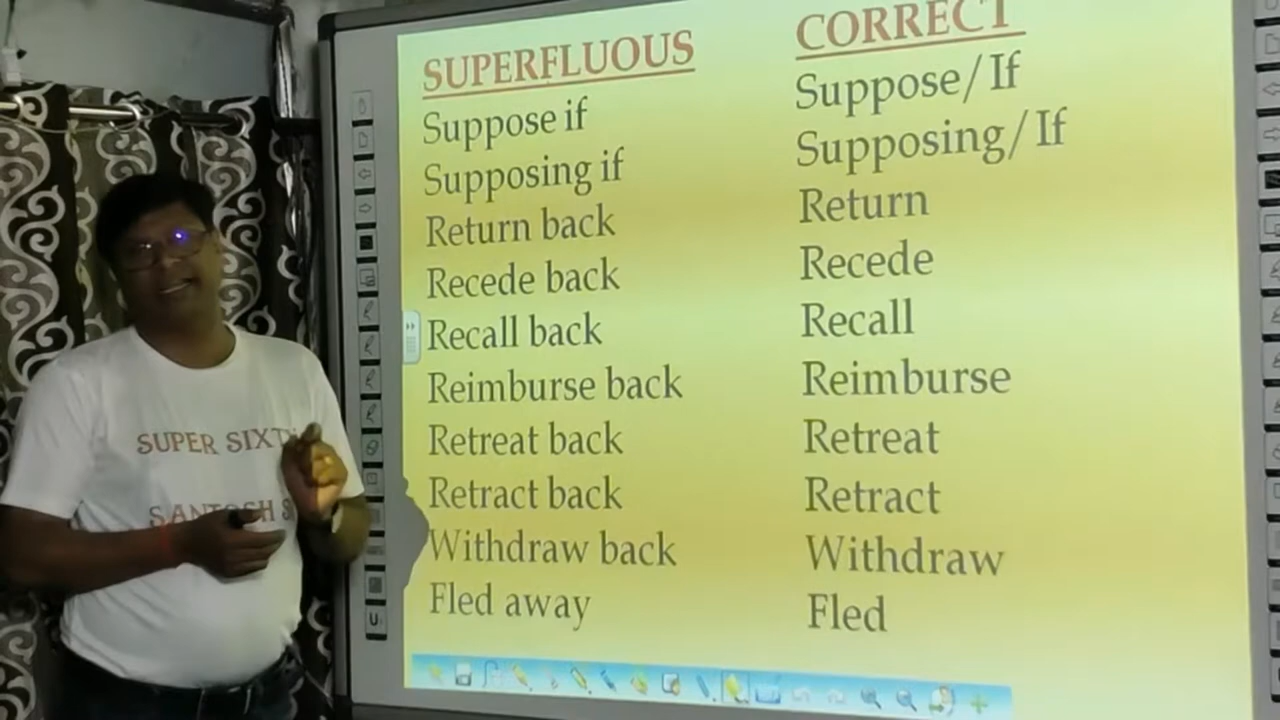 SUPERFLUOUS CORRECT
Suppose if Suppose/If
Supposing if Supposing/If
Return back Return
Recede back Recede
Recall back Recall
Reimburse back Reimburse
Retreat back Retreat
Retract back Retract
Withdraw back Withdraw
Fled away Fled
SUPER